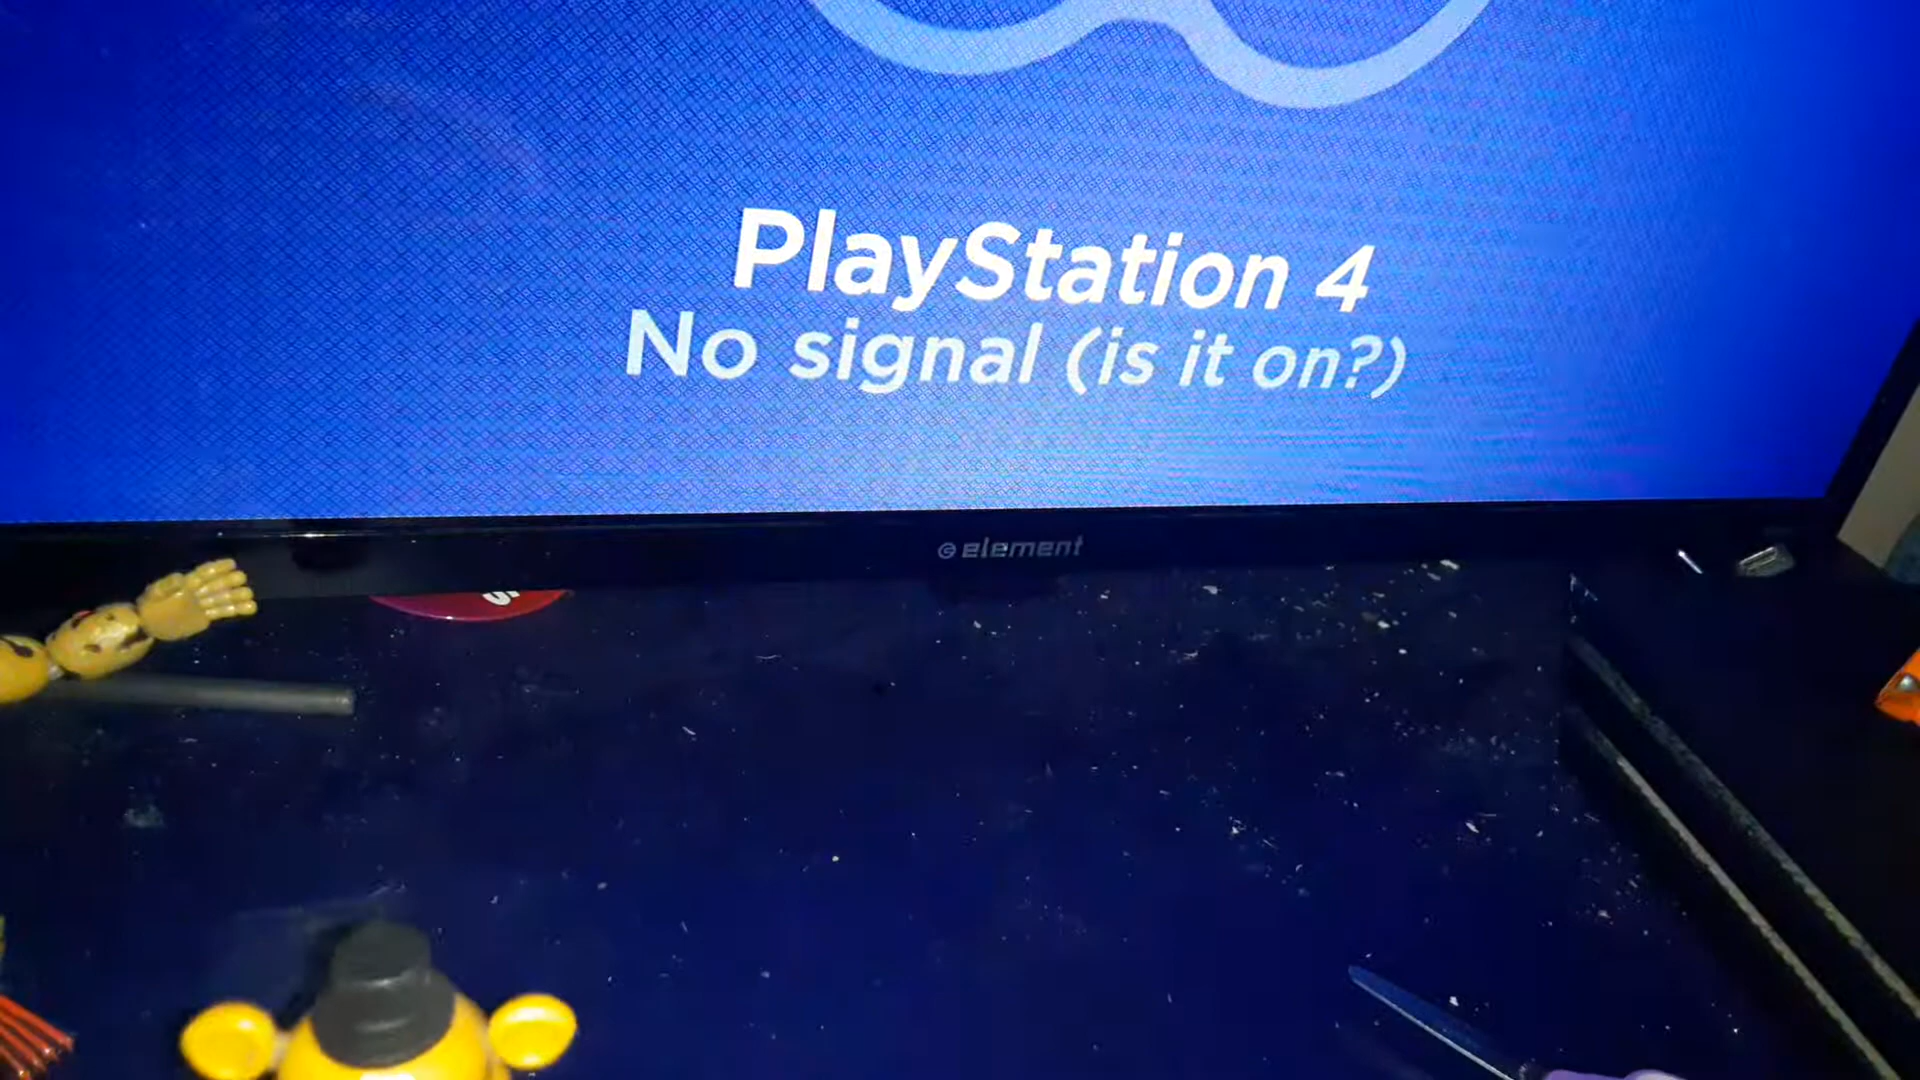 PlayStation 4
No signal (is it on?)
element